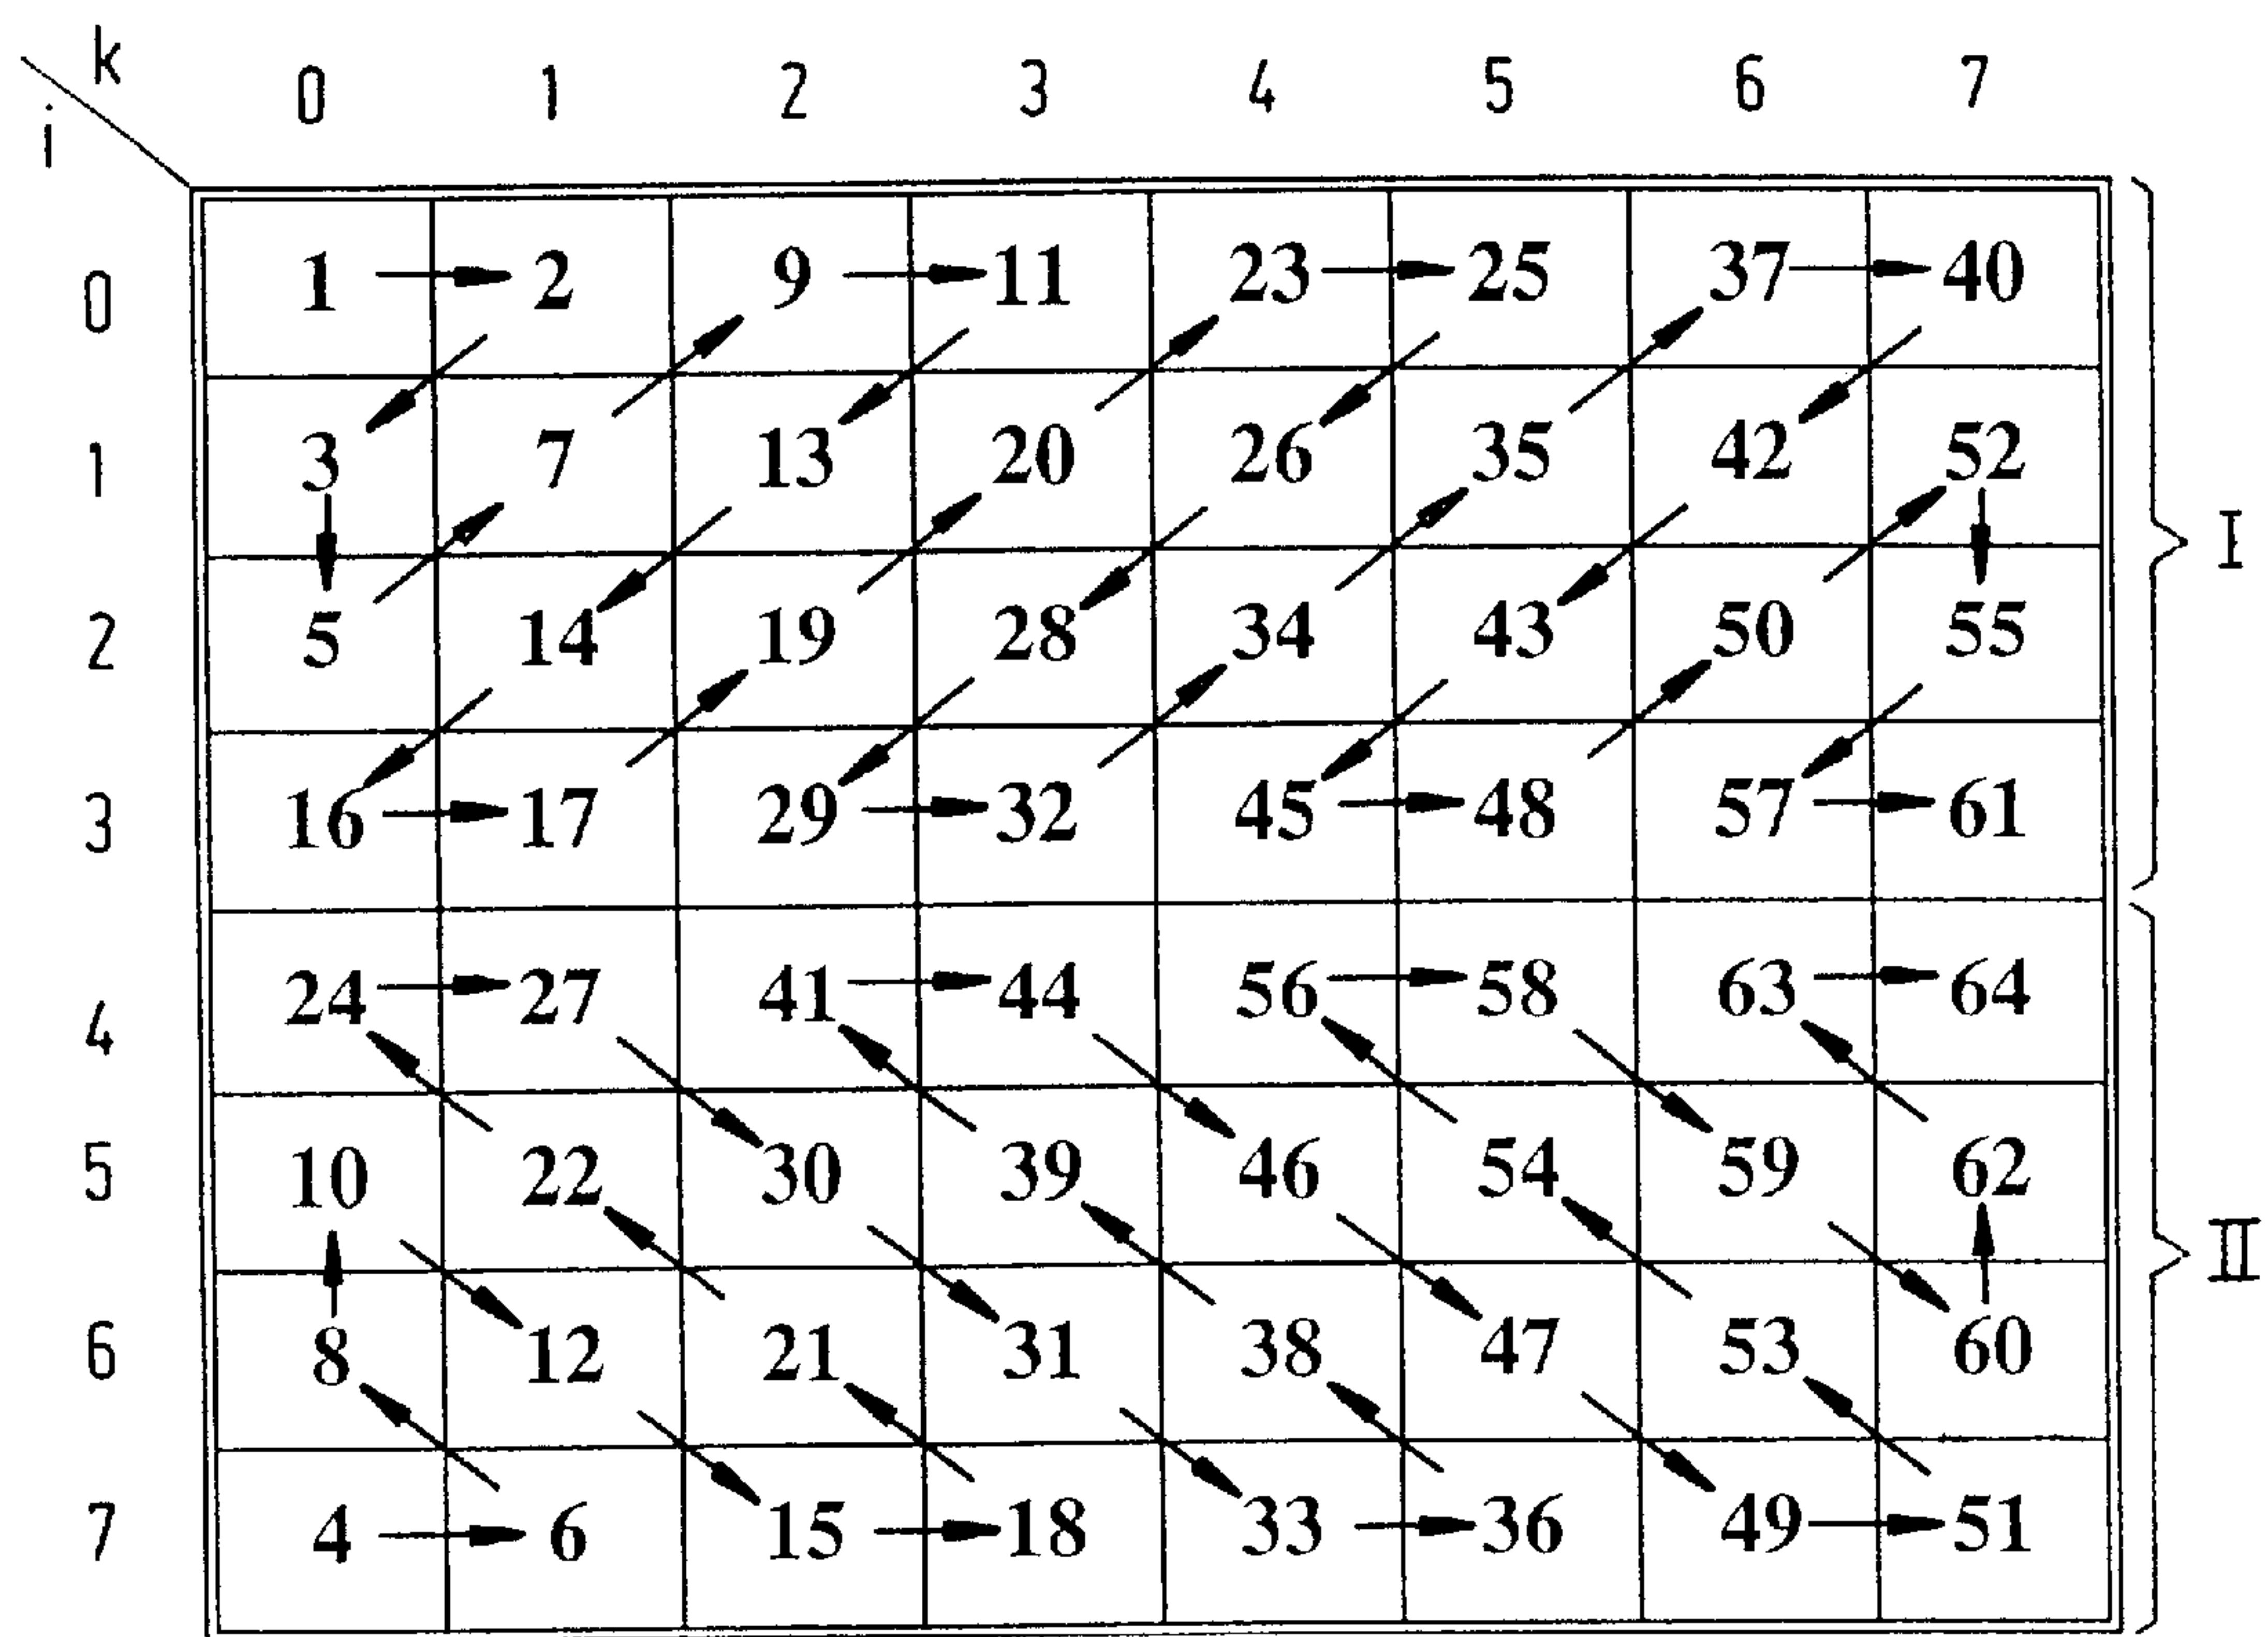 k
i
0 1 2 3 4 5 6 7
0 1 2 9 11 23 25 37 40
1 3 7 13 20 26 35 42 52
I
2 5 14 19 28 34 43 50 55
3 16 17 29 32 45 48 57 61
4 24 27 41 44 56 58 63 64
5 10 22 30 39 46 54 59 62
II
6 8 12 21 31 38 47 53 60
7 4 6 15 18 33 36 49 51